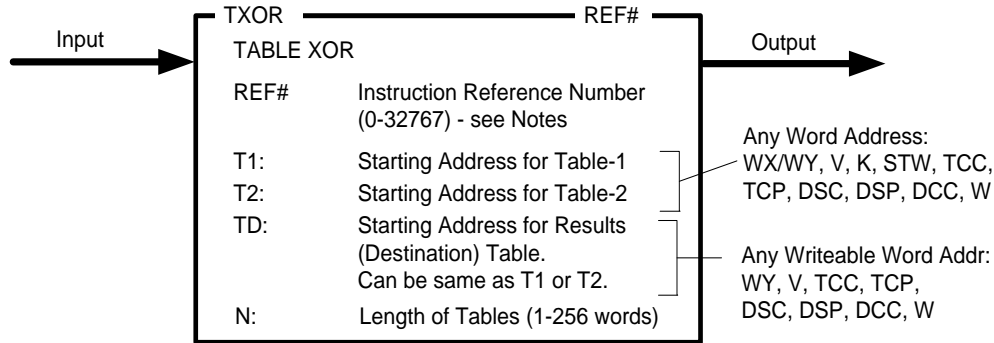 TXOR REF#
Input
TABLE XOR
Output
REF# Instruction Reference Number
(0-32767) - see Notes
T1: Starting Address for Table-1
T2: Starting Address for Table-2
TD: Starting Address for Results
(Destination) Table.
Can be same as T1 or T2.
N: Length of Tables (1-256 words)
Any Word Address:
WX/WY, V, K, STW, TCC,
TCP, DSC, DSP, DCC, W
Any Writeable Word Addr:
WY, V, TCC, TCP,
DSC, DSP, DCC, W